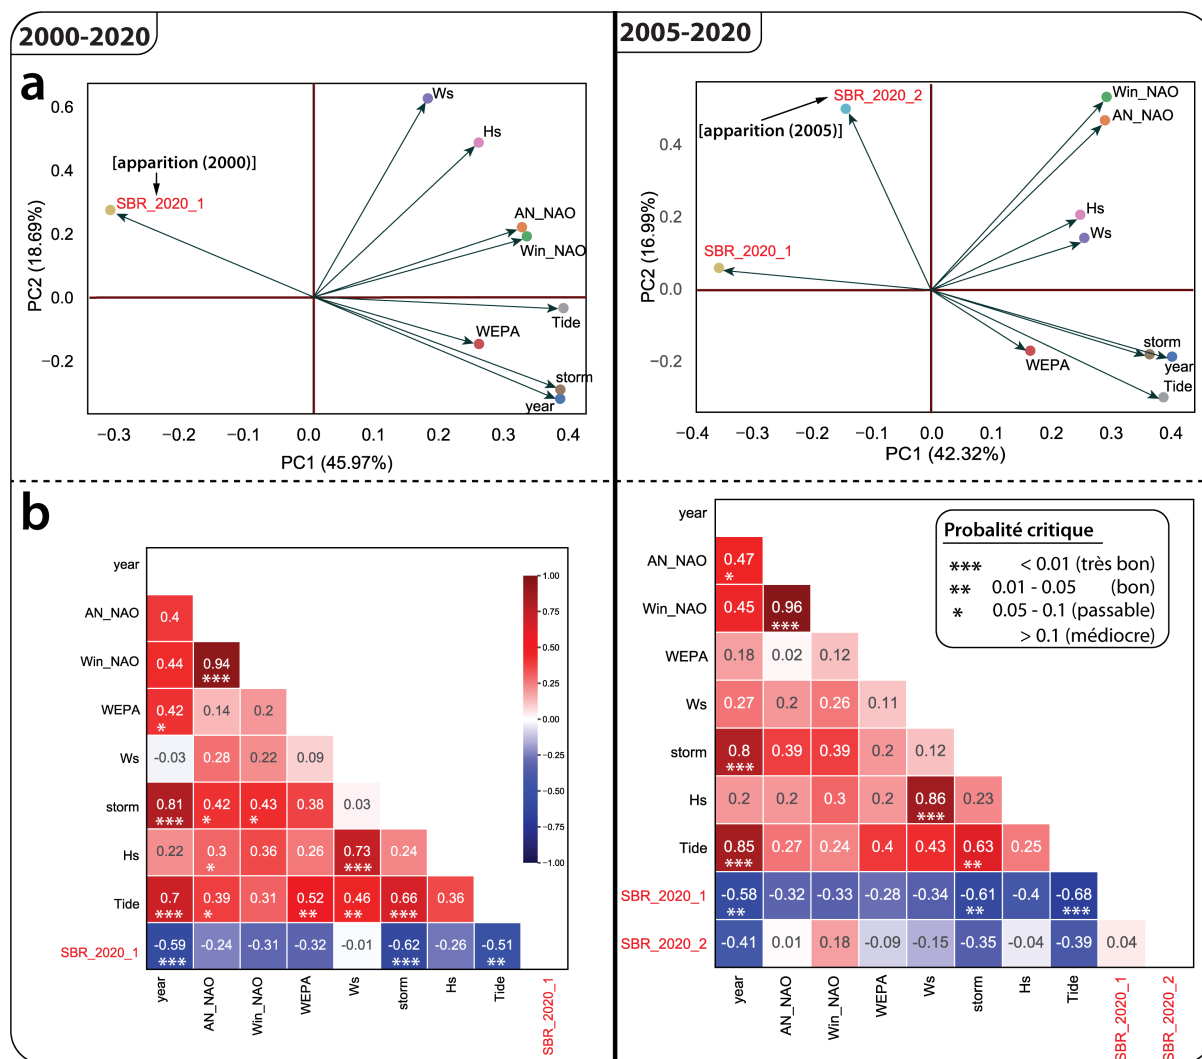 2000-2020
2005-2020
a
PC2 (18.69%)
0.6
0.4
0.2
0.0
−0.2
Ws
Hs
[apparition (2000)]
SBR_2020_1
AN_NAO
Win_NAO
Tide
WEPA
storm
year
−0.3 −0.2 −0.1 0.0 0.1 0.2 0.3 0.4
PC1 (45.97%)
PC2 (16.99%)
0.4
0.2
0.0
−0.2
SBR_2020_2
Win_NAO
AN_NAO
[apparition (2005)]
Hs
Ws
SBR_2020_1
storm
WEPA
year
Tide
−0.4 −0.3 −0.2 −0.1 0.0 0.1 0.2 0.3 0.4
PC1 (42.32%)
b
year
AN_NAO 0.4
Win_NAO 0.44 0.94
***
WEPA 0.42 0.14 0.2
*
Ws -0.03 0.28 0.22 0.09
storm 0.81 0.42 0.43 0.38 0.03
*** * *
Hs 0.22 0.3 0.36 0.26 0.73 0.24
* ***
Tide 0.7 0.39 0.31 0.52 0.46 0.66 0.36
*** * ** ** ***
SBR_2020_1 -0.59 -0.24 -0.31 -0.32 -0.01 -0.62 -0.26 -0.51
*** *** **
year AN_NAO Win_NAO WEPA Ws storm Hs Tide SBR_2020_1
1.00
0.75
0.50
0.25
0.00
−0.25
−0.50
−0.75
−1.00
year
AN_NAO 0.47
*
Win_NAO 0.45 0.96
***
WEPA 0.18 0.02 0.12
Ws 0.27 0.2 0.26 0.11
storm 0.8 0.39 0.39 0.2 0.12
***
Hs 0.2 0.2 0.3 0.2 0.86 0.23
***
Tide 0.85 0.27 0.24 0.4 0.43 0.63 0.25
*** **
SBR_2020_1 -0.58 -0.32 -0.33 -0.28 -0.34 -0.61 -0.4 -0.68
** ** ***
SBR_2020_2 -0.41 0.01 0.18 -0.09 -0.15 -0.35 -0.04 -0.39 0.04
year AN_NAO Win_NAO WEPA Ws storm Hs Tide SBR_2020_1 SBR_2020_2
Probalité critique
*** < 0.01 (très bon)
** 0.01 - 0.05 (bon)
* 0.05 - 0.1 (passable)
> 0.1 (médiocre)